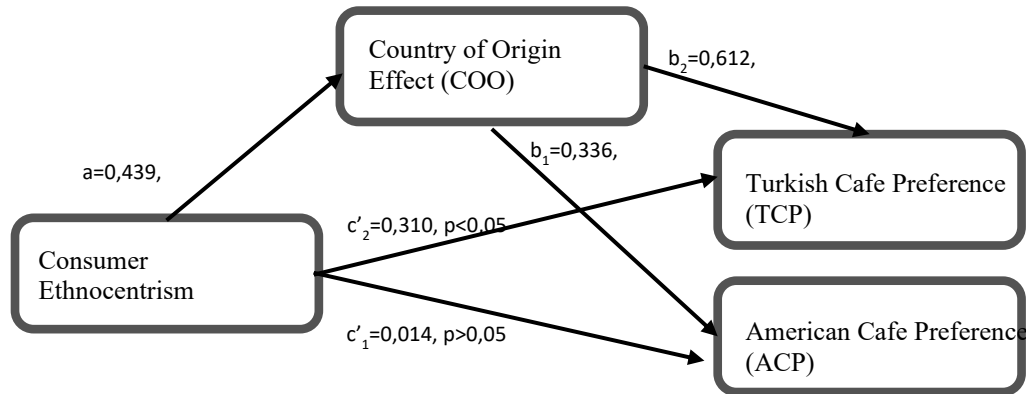 Country of Origin
Effect (COO)
b₂=0,612,
b₁=0,336,
a=0,439,
Turkish Cafe Preference
(TCP)
c’₂=0,310, p<0,05
Consumer
Ethnocentrism
c’₁=0,014, p>0,05
American Cafe Preference
(ACP)